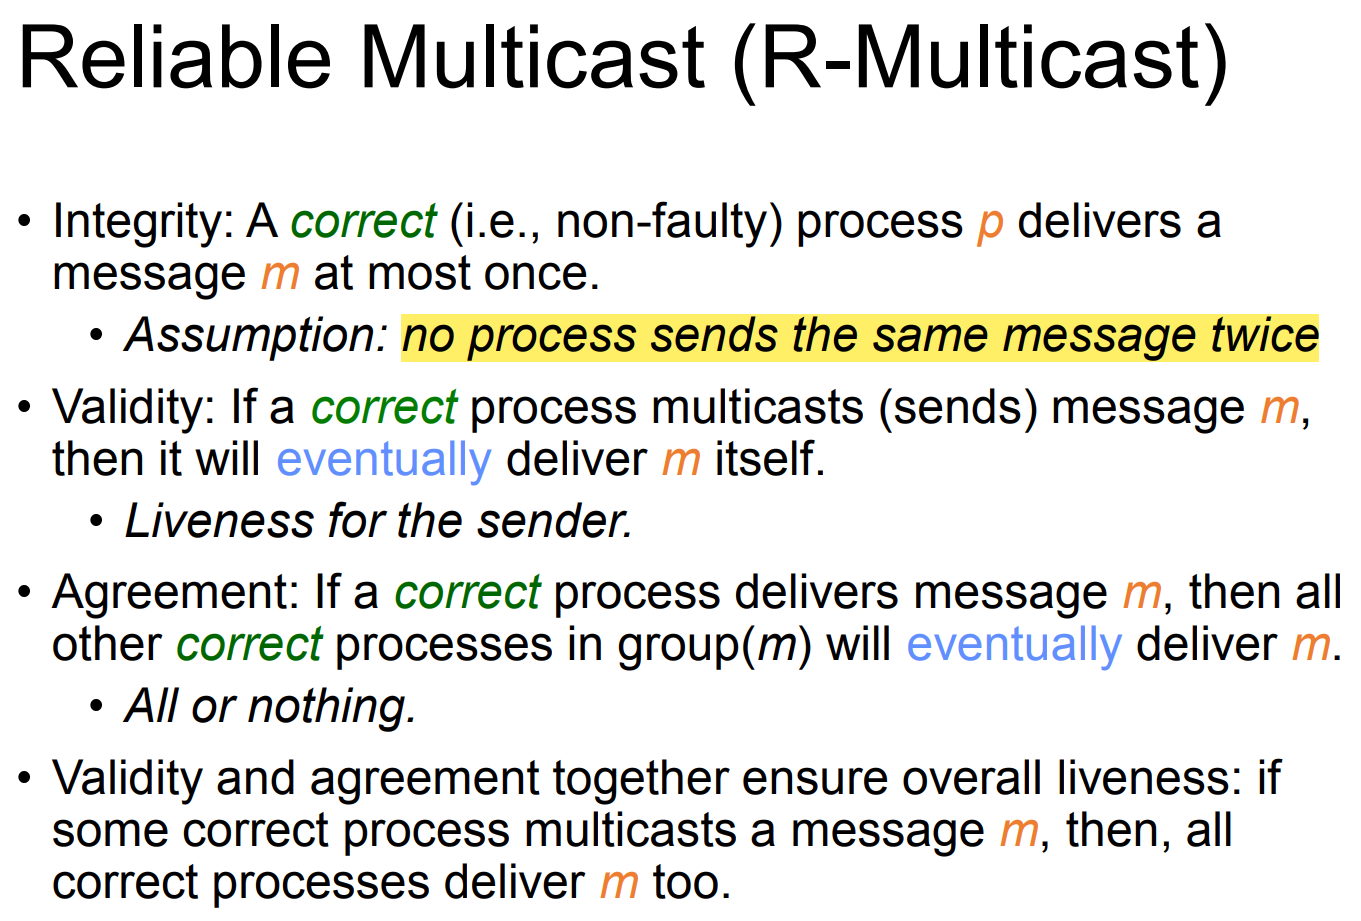 Reliable Multicast (R-Multicast)
• Integrity: A correct (i.e., non-faulty) process p delivers a
message m at most once.
• Assumption: no process sends the same message twice
• Validity: If a correct process multicasts (sends) message m,
then it will eventually deliver m itself.
• Liveness for the sender.
• Agreement: If a correct process delivers message m, then all
other correct processes in group(m) will eventually deliver m.
• All or nothing.
• Validity and agreement together ensure overall liveness: if
some correct process multicasts a message m, then, all
correct processes deliver m too.